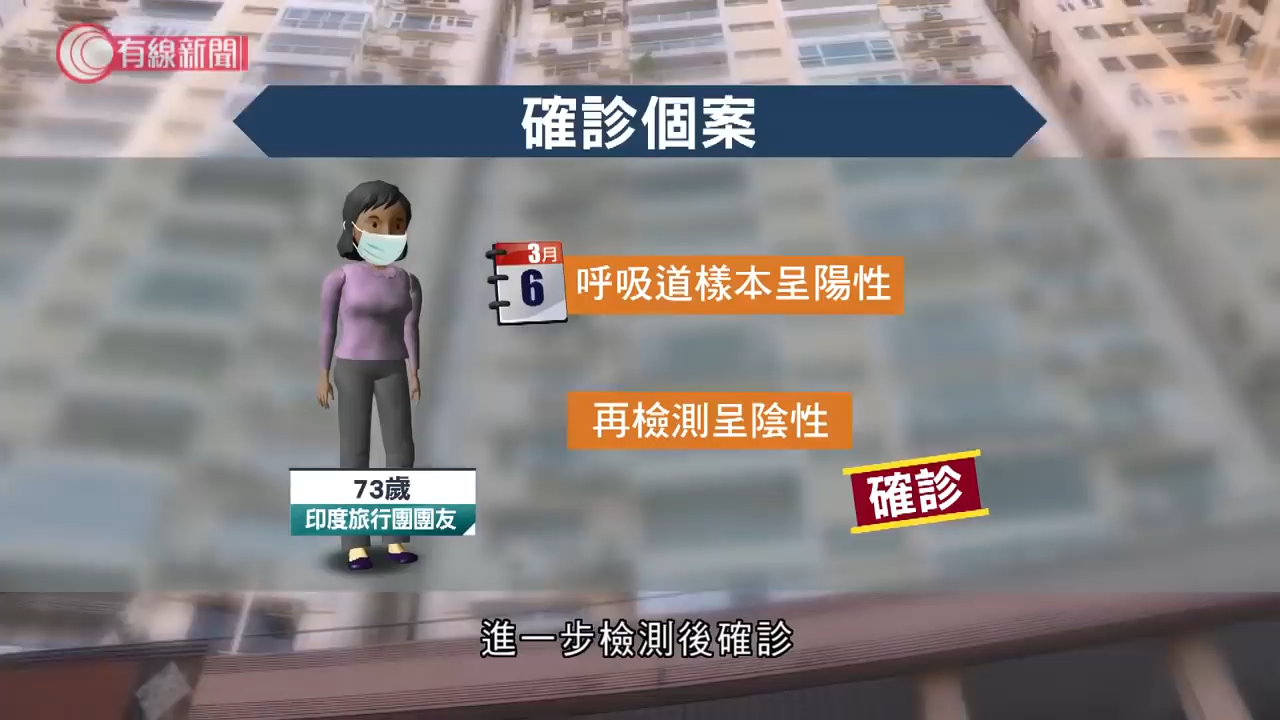 有線新聞
確診個案
3月
6
呼吸道樣本呈陽性
再檢測呈陰性
確診
73歲
印度旅行團團友
進一步檢測後確診